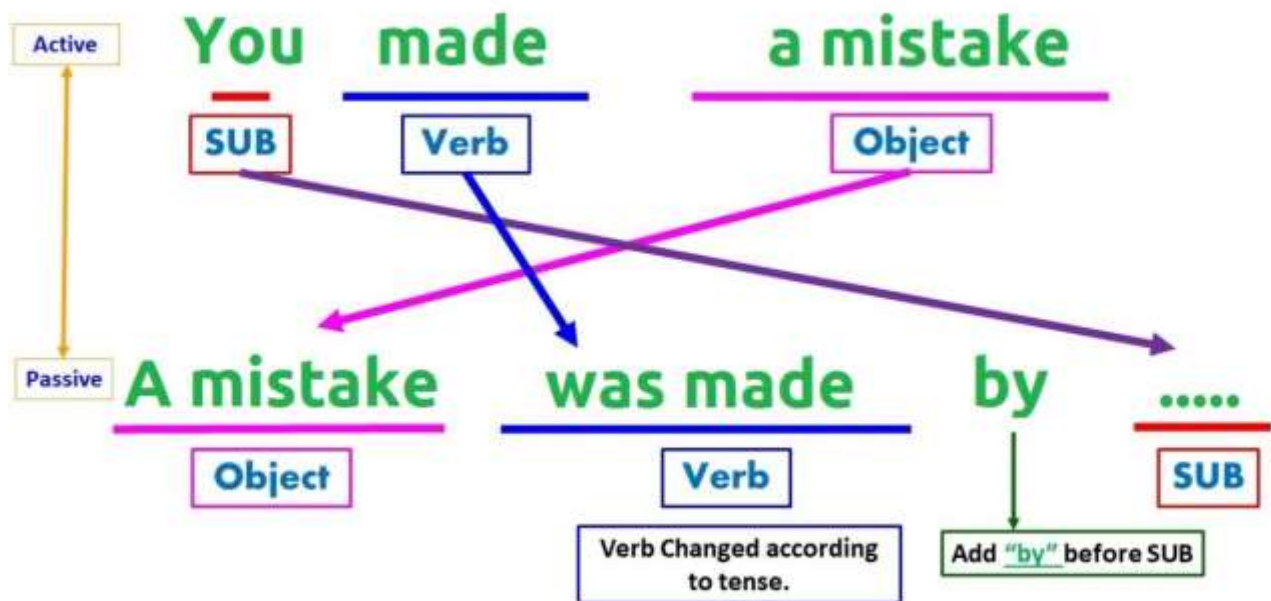 Active You made a mistake
SUB Verb Object
Passive A mistake was made by .....
Object Verb SUB
Verb Changed according
to tense.
Add "by" before SUB